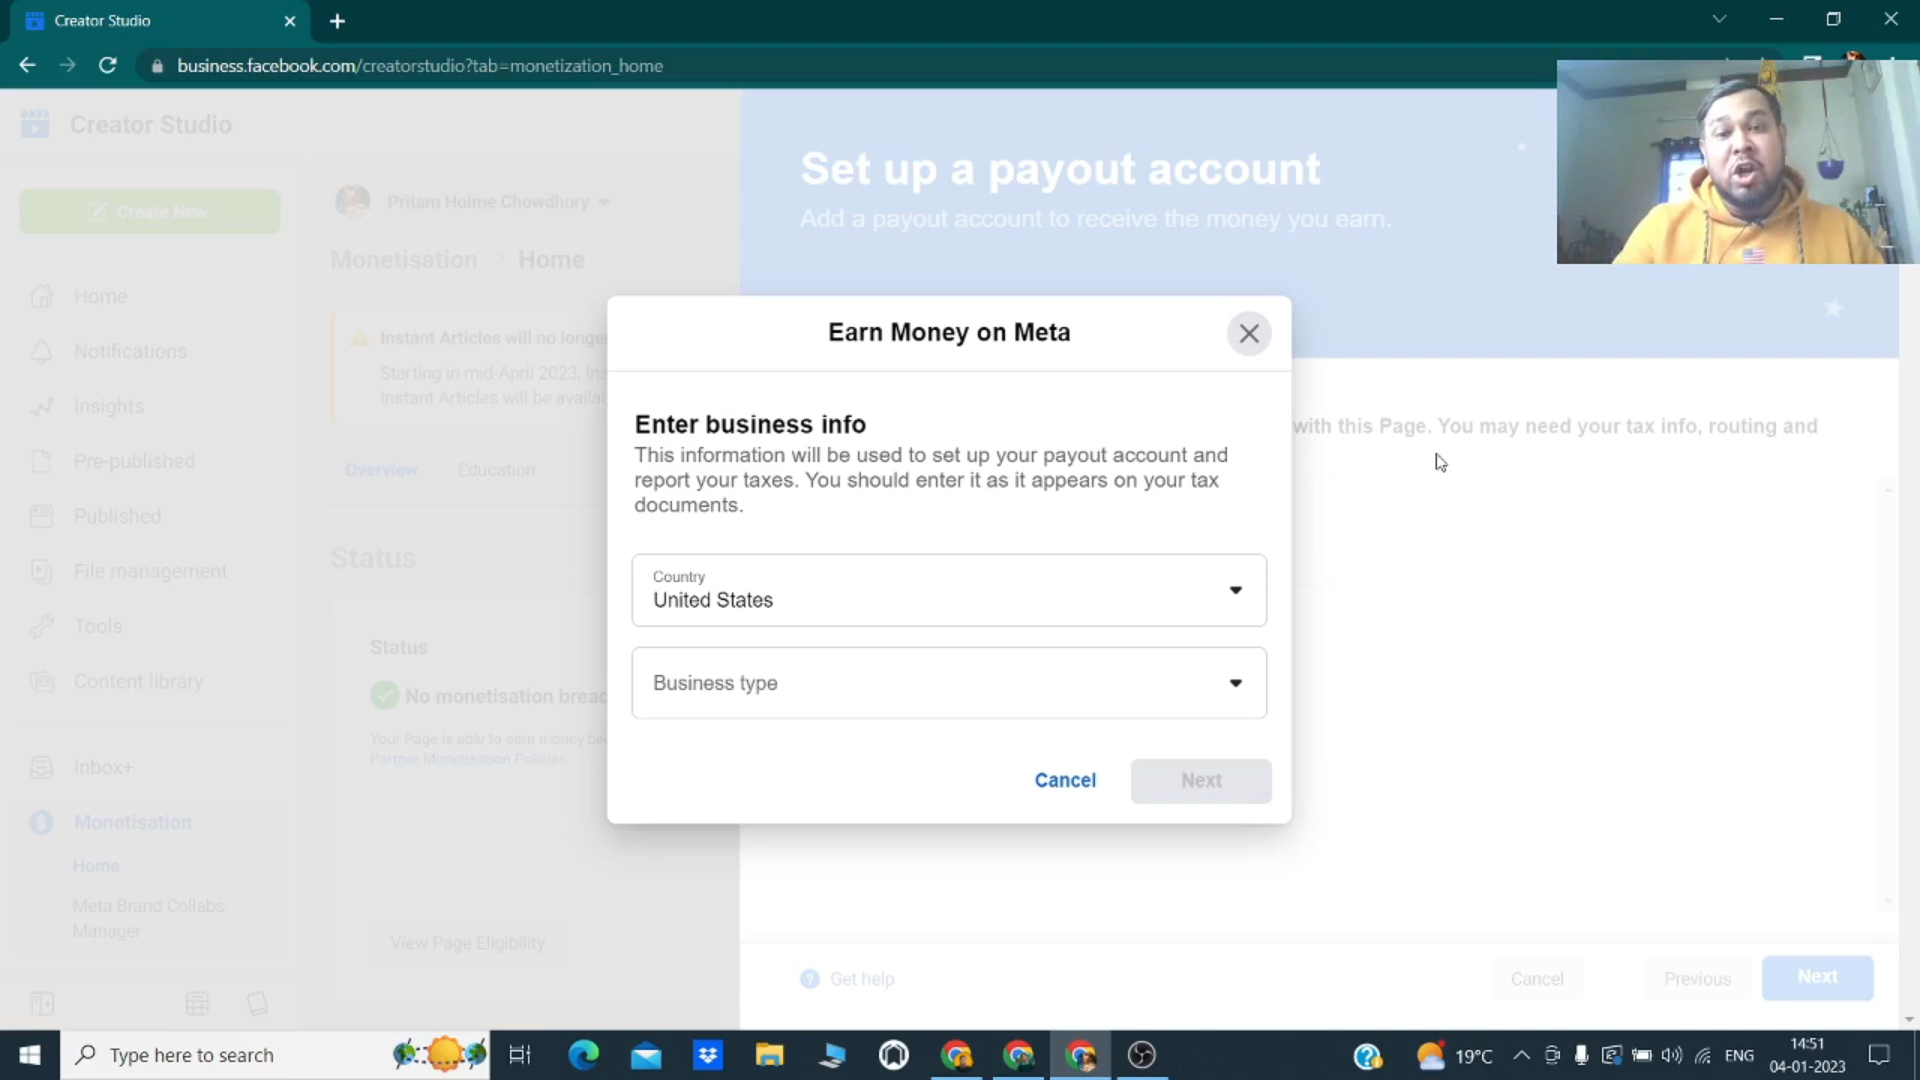 Creator Studio
business.facebook.com/creatorstudio?tab=monetization_home
Creator Studio
Create New
Home
Notifications
Insights
Pre-published
Published
File management
Tools
Content library
Inbox+
Monetisation
Home
Meta Brand Collabs
Manager
Pritam Holme Chowdhury
Monetisation > Home
Instant Articles will no longe
Starting in mid-April 2023, Ins
Instant Articles will be availab
Overview Education
Status
Status
No monetisation breac
Your Page is able to earn money bec
Partner Monetisation Policies
View Page Eligibility
Set up a payout account
Add a payout account to receive the money you earn.
with this Page. You may need your tax info, routing and
Earn Money on Meta
Enter business info
This information will be used to set up your payout account and
report your taxes. You should enter it as it appears on your tax
documents.
Country
United States
Business type
Cancel Next
Get help Cancel Previous Next
Type here to search
19°C ENG
14:51
04-01-2023